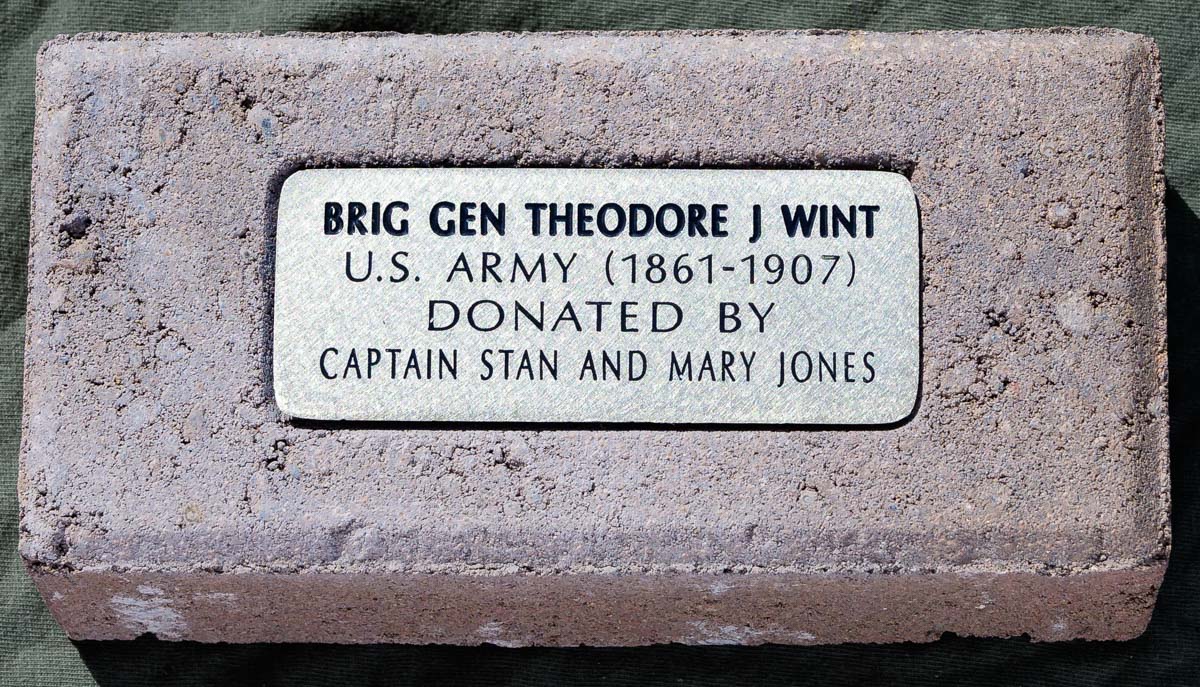 BRIG GEN THEODORE J WINT
U.S. ARMY (1861-1907)
DONATED BY
CAPTAIN STAN AND MARY JONES